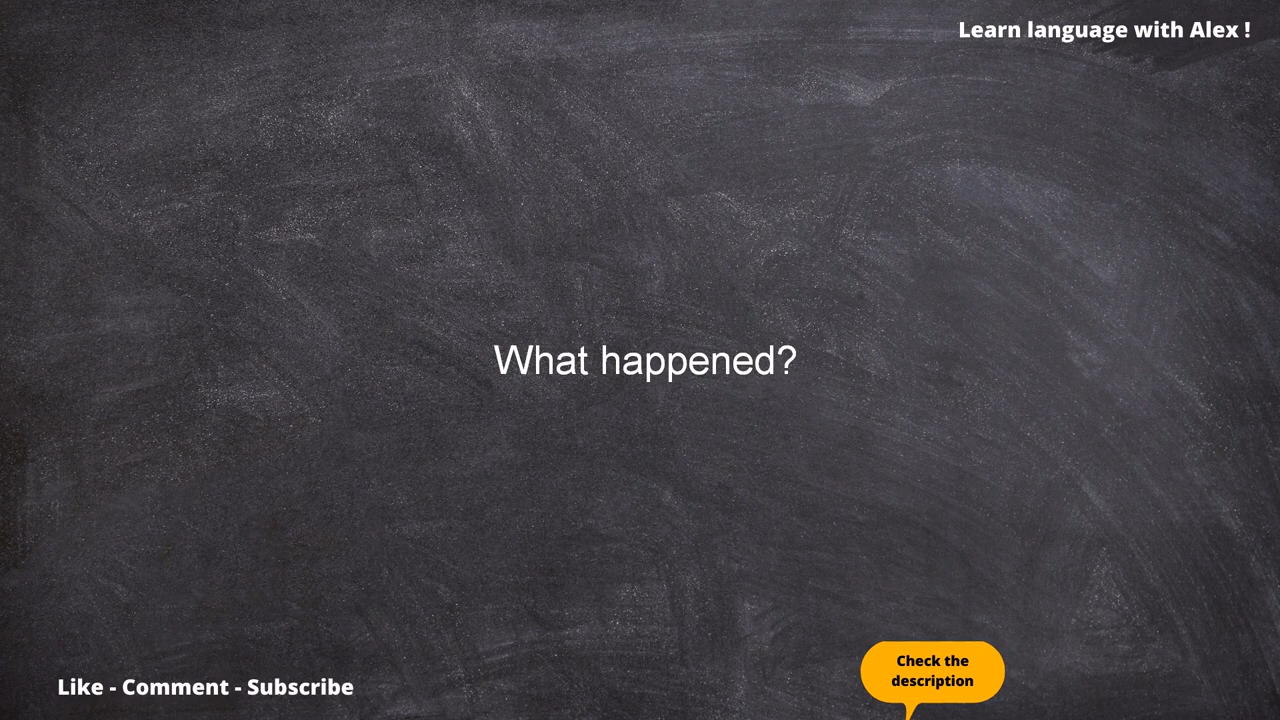 Learn language with Alex !
What happened?
Check the
description
Like - Comment - Subscribe